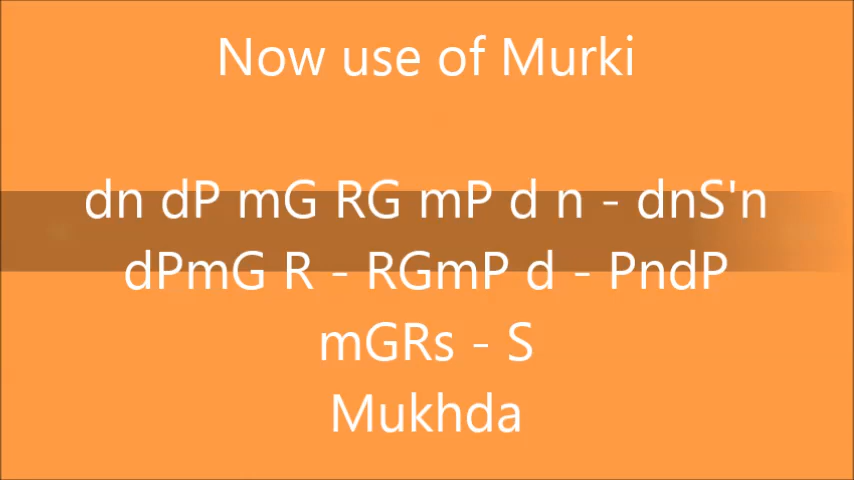 Now use of Murki
dn dP mG RG mP d n - dnS'n
dPmG R - RGmP d - PndP
mGRs - S
Mukhda